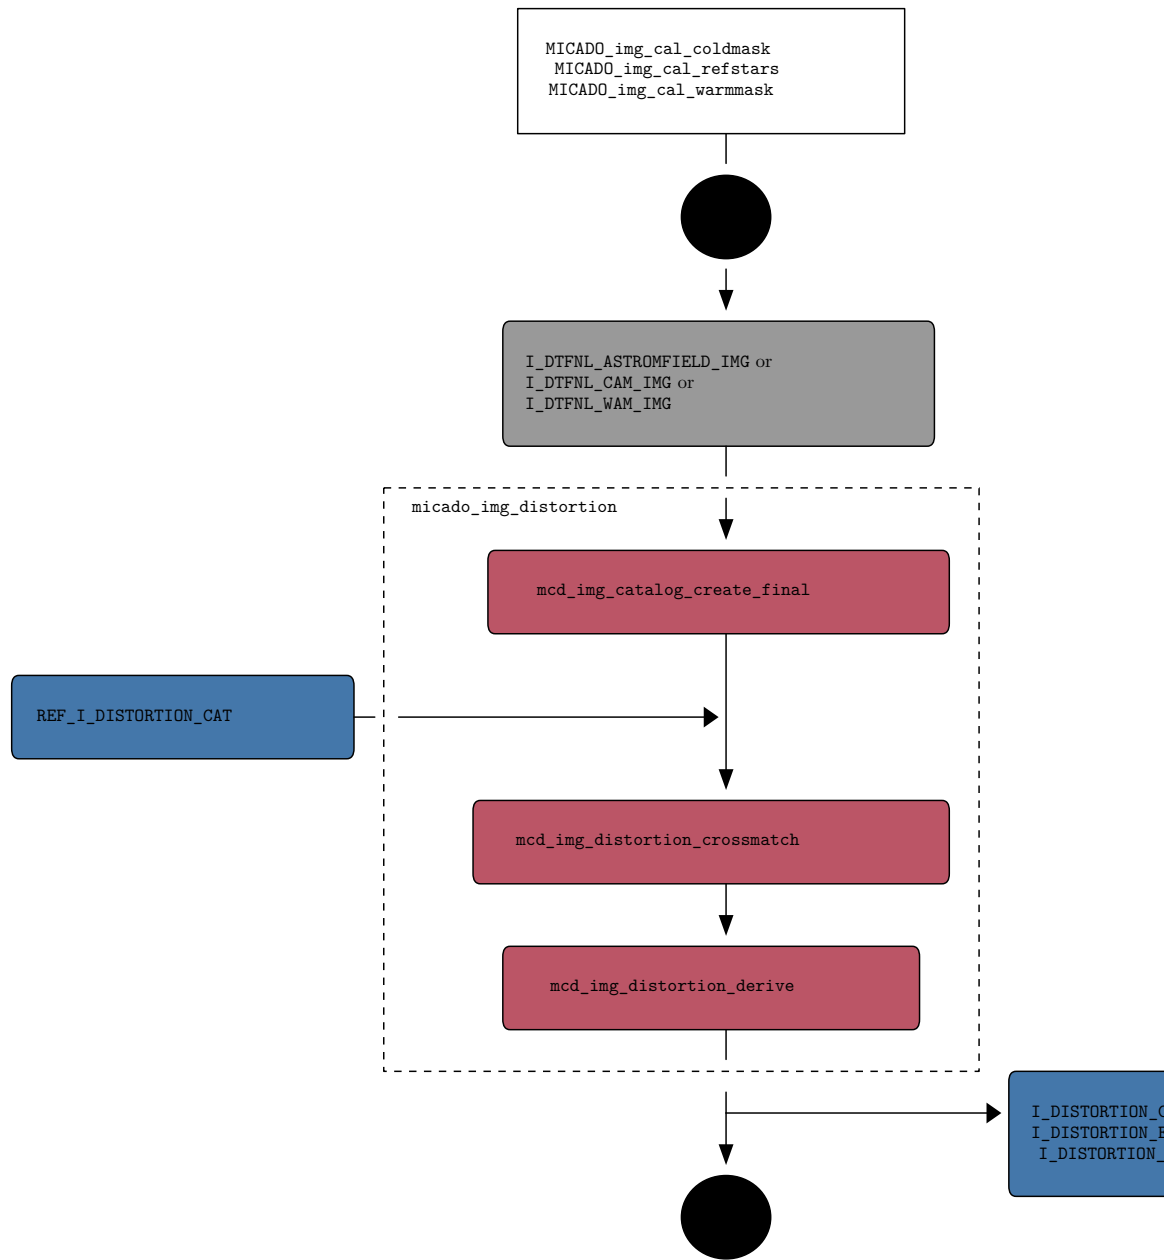 MICADO_img_cal_coldmask
MICADO_img_cal_refstars
MICADO_img_cal_warmmask
I_DTFNL_ASTROMFIELD_IMG or
I_DTFNL_CAM_IMG or
I_DTFNL_WAM_IMG
micado_img_distortion
mcd_img_catalog_create_final
REF_I_DISTORTION_CAT
mcd_img_distortion_crossmatch
mcd_img_distortion_derive
I_DISTORTION_
I_DISTORTION_
I_DISTORTION_